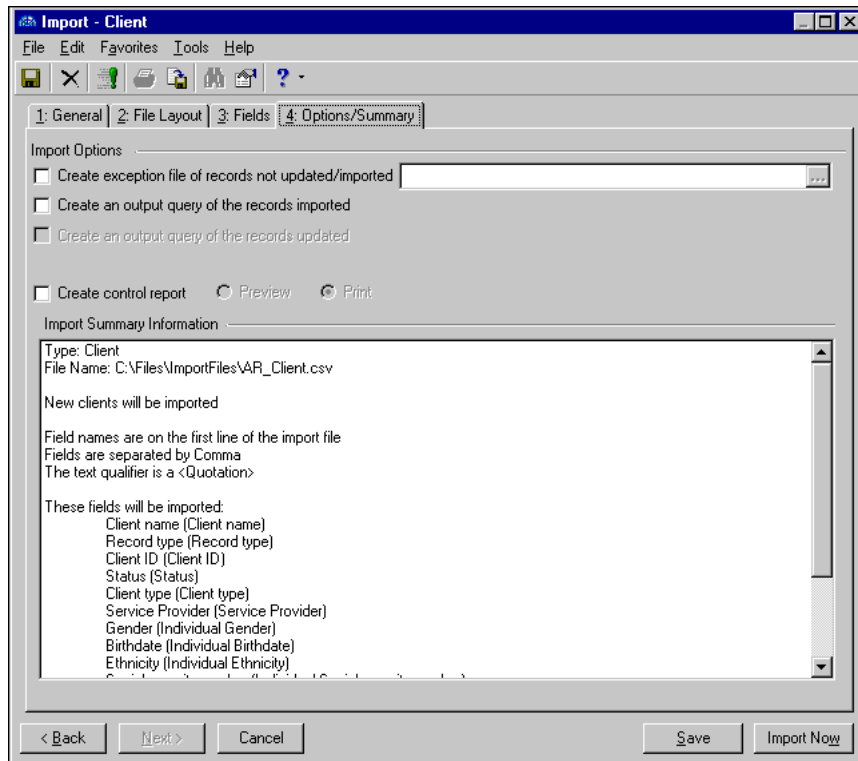 Import - Client
File Edit Favorites Tools Help
1: General 2: File Layout 3: Fields 4: Options/Summary
Import Options
Create exception file of records not updated/imported ...
Create an output query of the records imported
Create an output query of the records updated
Create control report Preview Print
Import Summary Information
Type: Client
File Name: C:\Files\ImportFiles\AR_Client.csv
New clients will be imported
Field names are on the first line of the import file
Fields are separated by Comma
The text qualifier is a <Quotation>
These fields will be imported:
Client name (Client name)
Record type (Record type)
Client ID (Client ID)
Status (Status)
Client type (Client type)
Service Provider (Service Provider)
Gender (Individual Gender)
Birthdate (Individual Birthdate)
Ethnicity (Individual Ethnicity)
< Back Next > Cancel Save Import Now